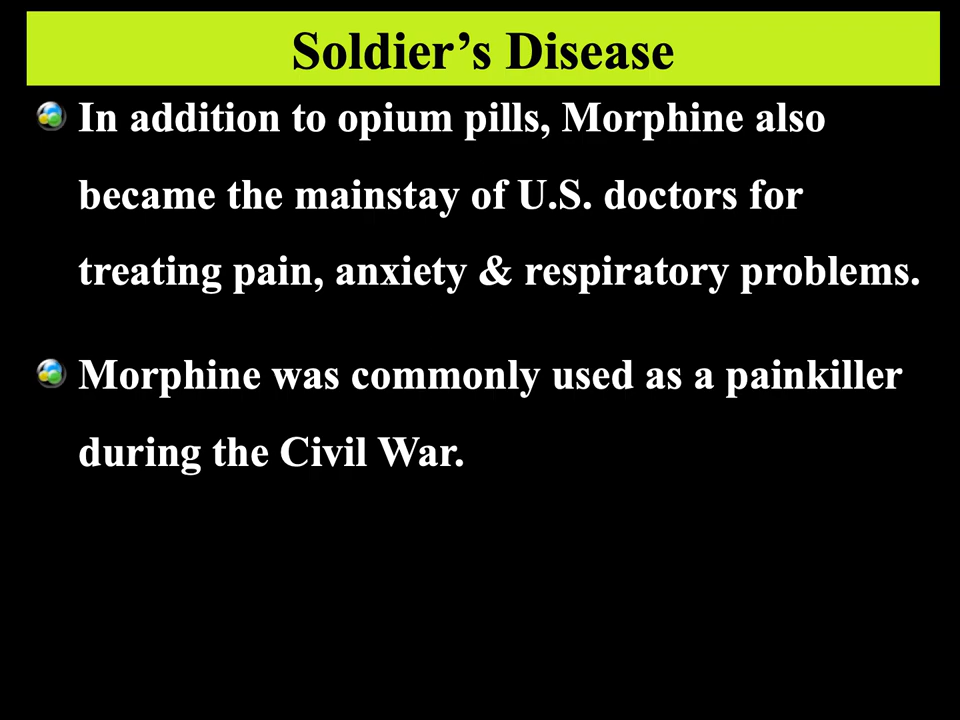 Soldier’s Disease
In addition to opium pills, Morphine also
became the mainstay of U.S. doctors for
treating pain, anxiety & respiratory problems.
Morphine was commonly used as a painkiller
during the Civil War.